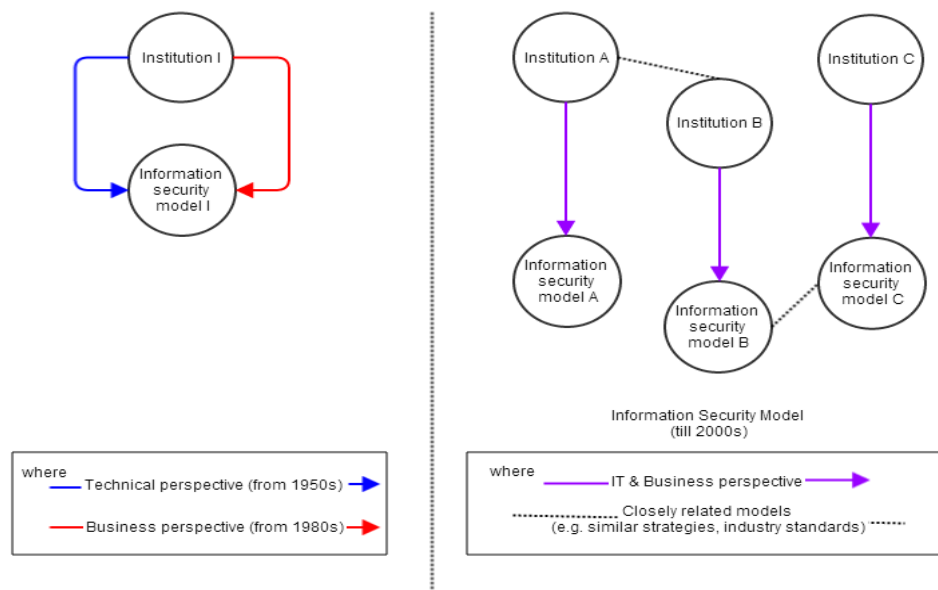 Institution I
Information
security
model I
where
Technical perspective (from 1950s)
Business perspective (from 1980s)
Institution A
Institution B
Institution C
Information
security
model A
Information
security
model B
Information
security
model C
Information Security Model
(till 2000s)
where
IT & Business perspective
Closely related models
(e.g. similar strategies, industry standards)